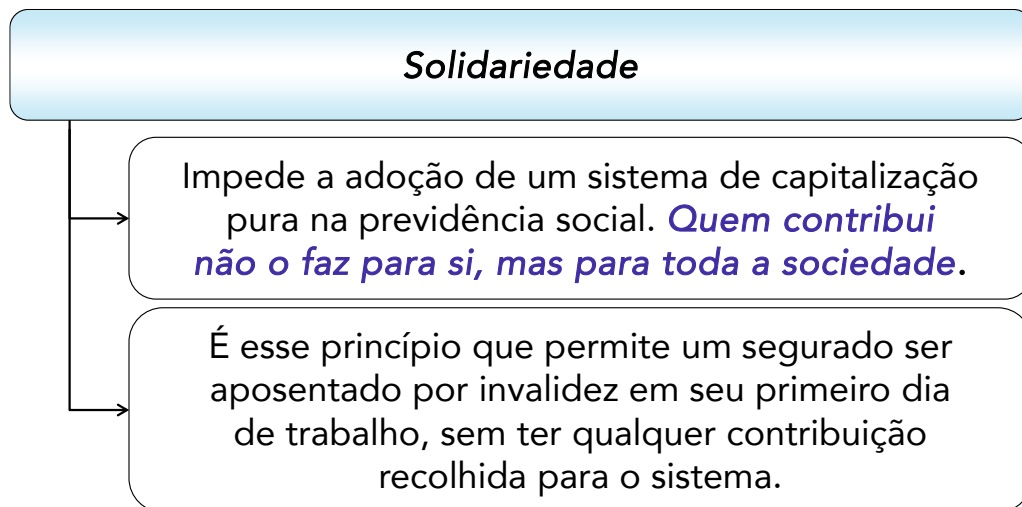 Solidariedade
Impede a adoção de um sistema de capitalização
pura na previdência social. Quem contribui
não o faz para si, mas para toda a sociedade.
É esse princípio que permite um segurado ser
aposentado por invalidez em seu primeiro dia
de trabalho, sem ter qualquer contribuição
recolhida para o sistema.